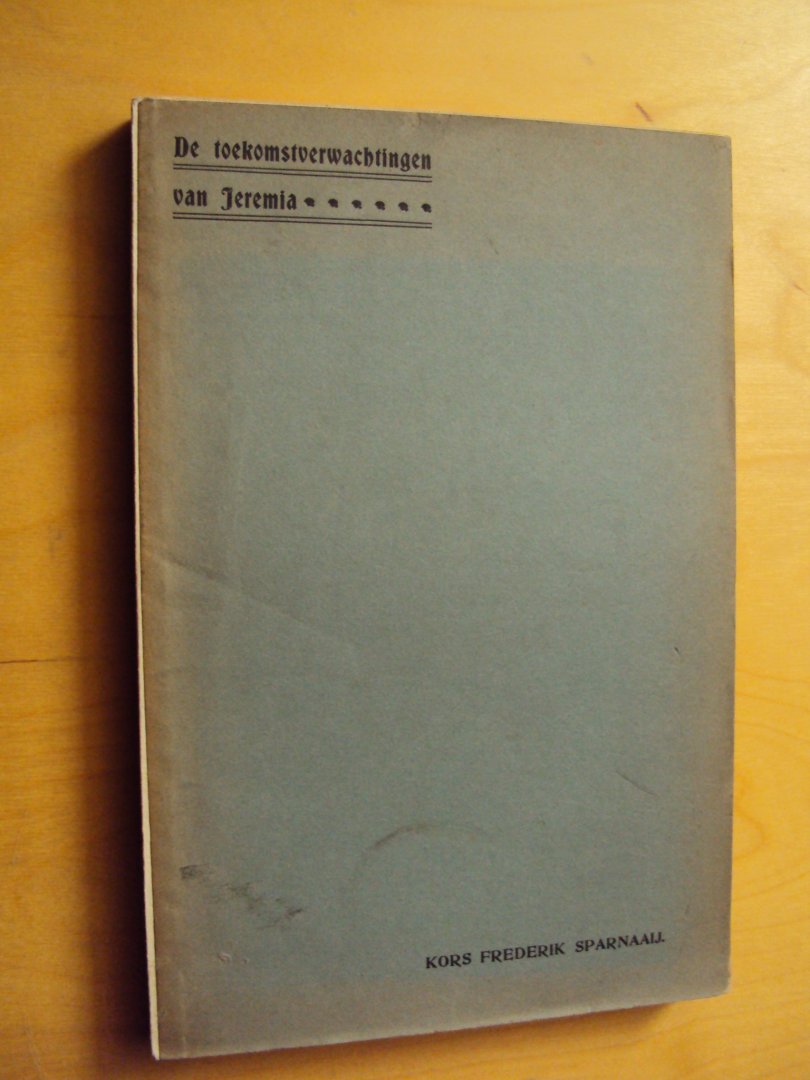 De toekomstverwachtingen
van Jeremia
KORS FREDERIK SPARNAAIJ.